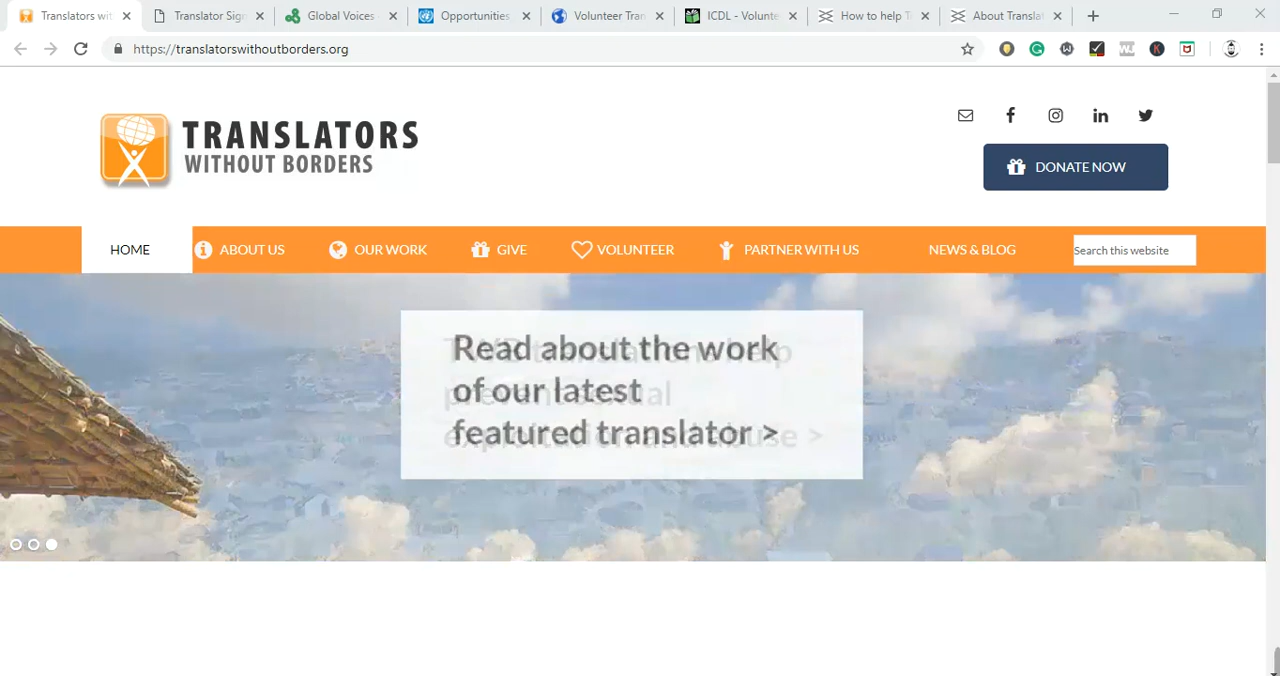 Translators wit
Translator Sig
Global Voices
Opportunities
Volunteer Tran
ICDL - Volunte
How to help T
About Translat
https://translatorswithoutborders.org
TRANSLATORS
WITHOUT BORDERS
DONATE NOW
HOME
ABOUT US
OUR WORK
GIVE
VOLUNTEER
PARTNER WITH US
NEWS & BLOG
Search this website
Read about the work
of our latest
featured translator >